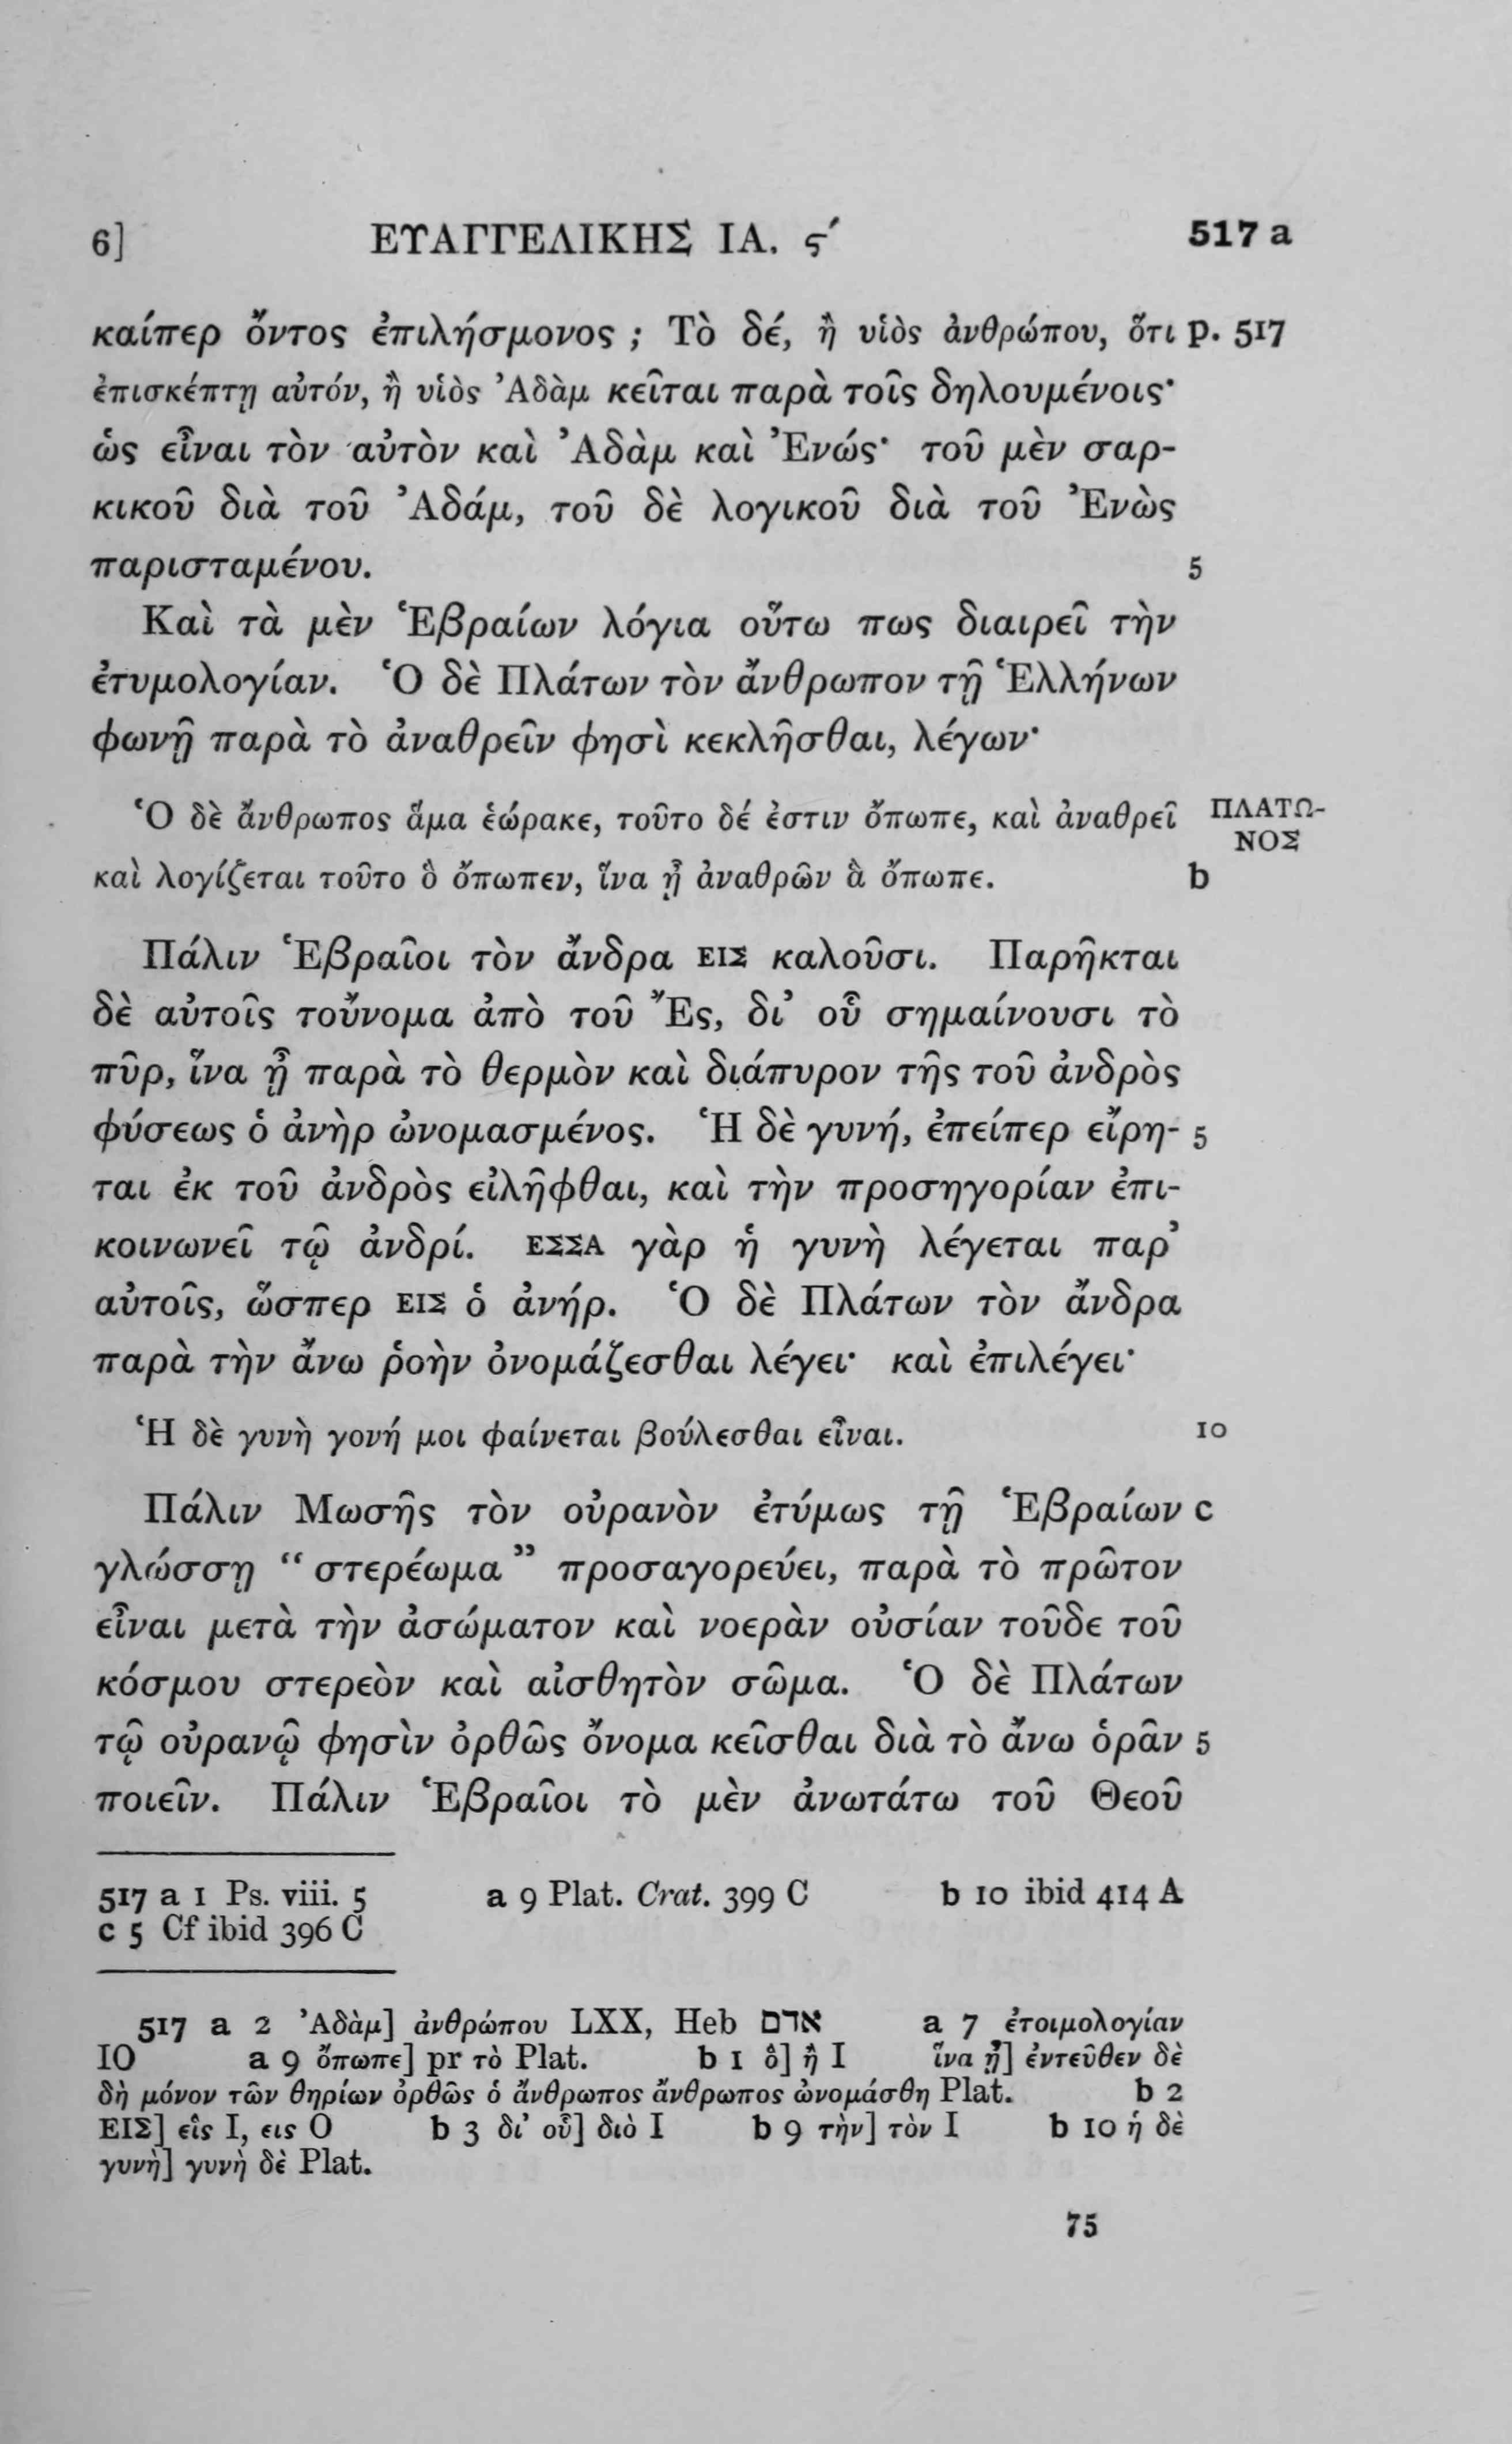 6] ΕΥΑΓΓΕΛΙΚΗΣ ΙΑ. ϛ´ 517 a
καίπερ ὄντος ἐπιλήσμονος ; Τὸ δέ, ἢ υἱὸς ἀνθρώπου, ὅτι p. 517
ἐπισκέπτῃ αὐτόν, ἢ υἱὸς Ἀδὰμ κεῖται παρὰ τοῖς δηλουμένοις·
ὡς εἶναι τὸν αὐτὸν καὶ Ἀδὰμ καὶ Ἐνώς· τοῦ μὲν σαρ-
κικοῦ διὰ τοῦ Ἀδάμ, τοῦ δὲ λογικοῦ διὰ τοῦ Ἐνὼς
παρισταμένου. 5
Καὶ τὰ μὲν Ἑβραίων λόγια οὕτω πως διαιρεῖ τὴν
ἐτυμολογίαν. Ὁ δὲ Πλάτων τὸν ἄνθρωπον τῇ Ἑλλήνων
φωνῇ παρὰ τὸ ἀναθρεῖν φησὶ κεκλῆσθαι, λέγων·
Ὁ δὲ ἄνθρωπος ἅμα ἑώρακε, τοῦτο δέ ἐστιν ὄπωπε, καὶ ἀναθρεῖ ΠΛΑΤΩ-
ΝΟΣ
καὶ λογίζεται τοῦτο ὃ ὄπωπεν, ἵνα ᾖ ἀναθρῶν ἃ ὄπωπε. b
Πάλιν Ἑβραῖοι τὸν ἄνδρα ΕΙΣ καλοῦσι. Παρῆκται
δὲ αὐτοῖς τοὔνομα ἀπὸ τοῦ Ἔς, δι’ οὗ σημαίνουσι τὸ
πῦρ, ἵνα ᾖ παρὰ τὸ θερμὸν καὶ διάπυρον τῆς τοῦ ἀνδρὸς
φύσεως ὁ ἀνὴρ ὠνομασμένος. Ἡ δὲ γυνή, ἐπείπερ εἴρη- 5
ται ἐκ τοῦ ἀνδρὸς εἰλῆφθαι, καὶ τὴν προσηγορίαν ἐπι-
κοινωνεῖ τῷ ἀνδρί. ΕΣΣΑ γὰρ ἡ γυνὴ λέγεται παρ’
αὐτοῖς, ὥσπερ ΕΙΣ ὁ ἀνήρ. Ὁ δὲ Πλάτων τὸν ἄνδρα
παρὰ τὴν ἄνω ῥοὴν ὀνομάζεσθαι λέγει· καὶ ἐπιλέγει·
Ἡ δὲ γυνὴ γονή μοι φαίνεται βούλεσθαι εἶναι. 10
Πάλιν Μωσῆς τὸν οὐρανὸν ἐτύμως τῇ Ἑβραίων c
γλώσσῃ “ στερέωμα ” προσαγορεύει, παρὰ τὸ πρῶτον
εἶναι μετὰ τὴν ἀσώματον καὶ νοερὰν οὐσίαν τοῦδε τοῦ
κόσμου στερεὸν καὶ αἰσθητὸν σῶμα. Ὁ δὲ Πλάτων
τῷ οὐρανῷ φησὶν ὀρθῶς ὄνομα κεῖσθαι διὰ τὸ ἄνω ὁρᾶν 5
ποιεῖν. Πάλιν Ἑβραῖοι τὸ μὲν ἀνωτάτω τοῦ Θεοῦ
517 a 1 Ps. viii. 5 a 9 Plat. Crat. 399 C b 10 ibid 414 A
c 5 Cf ibid 396 C
517 a 2 Ἀδὰμ] ἀνθρώπου LXX, Heb אדם a 7 ἐτοιμολογίαν
IO a 9 ὄπωπε] pr τὸ Plat. b 1 ὃ] ἢ I ἵνα ᾖ] ἐντεῦθεν δὲ
δὴ μόνον τῶν θηρίων ὀρθῶς ὁ ἄνθρωπος ἄνθρωπος ὠνομάσθη Plat. b 2
ΕΙΣ] εἷς I, εις O b 3 δι’ οὗ] διὸ I b 9 τὴν] τὸν I b 10 ἡ δὲ
γυνὴ] γυνὴ δὲ Plat.
75